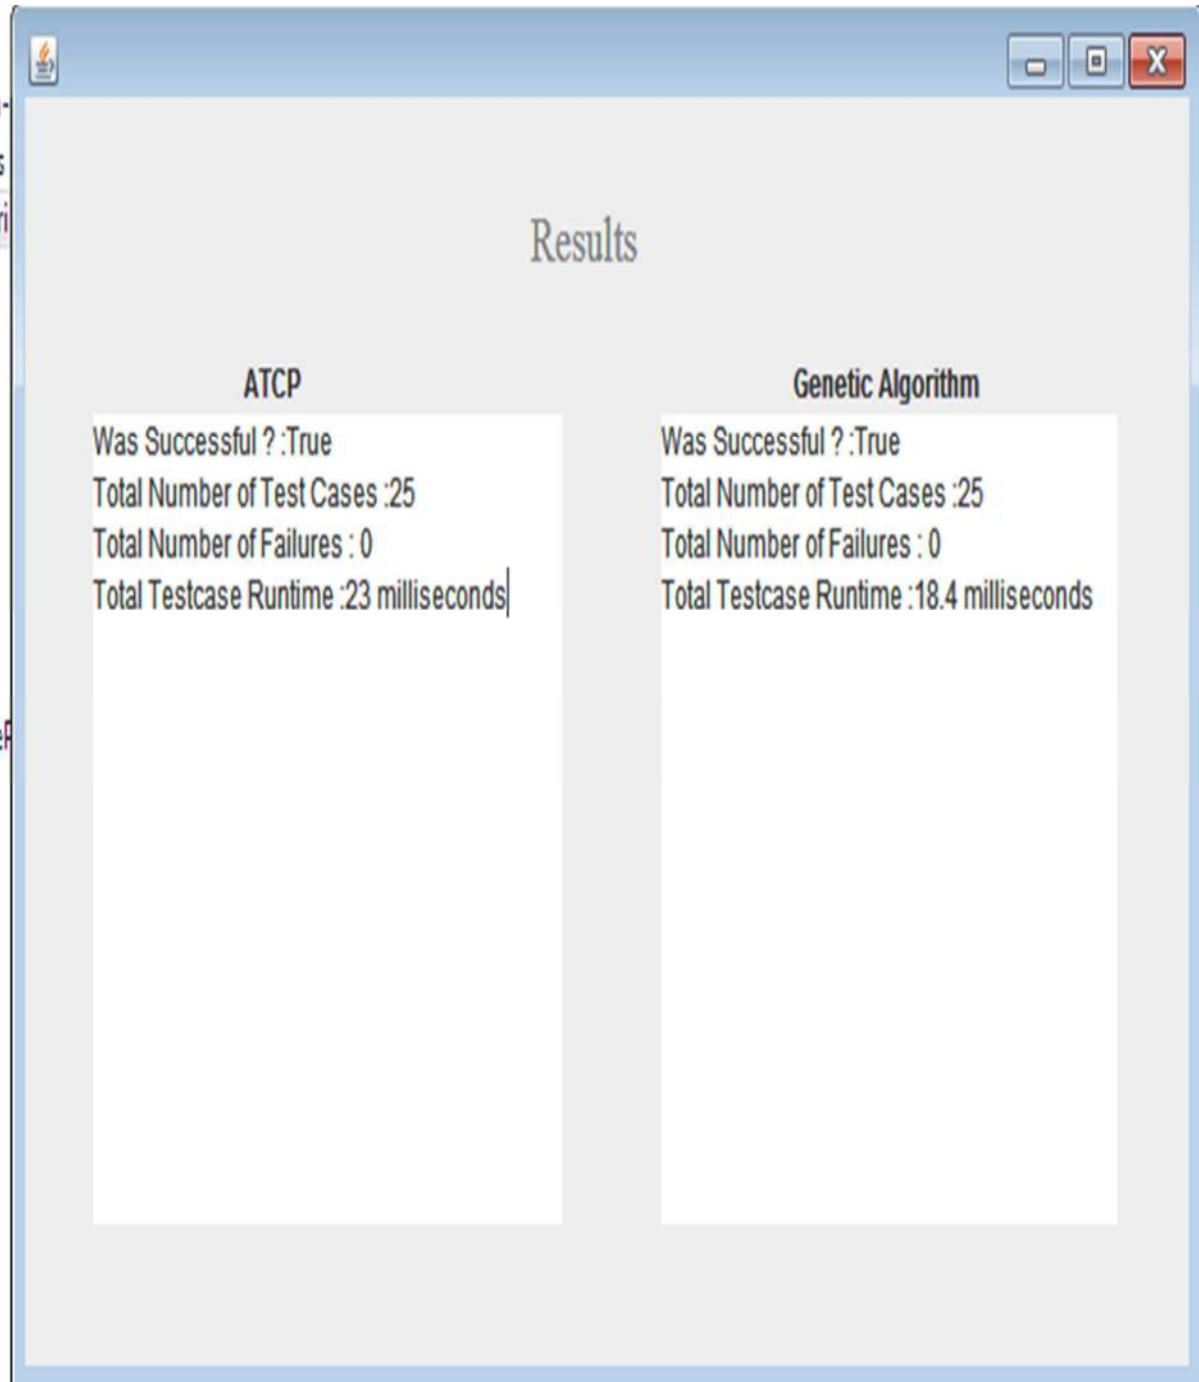 Results
ATCP
Was Successful ? :True
Total Number of Test Cases :25
Total Number of Failures : 0
Total Testcase Runtime :23 milliseconds
Genetic Algorithm
Was Successful ? :True
Total Number of Test Cases :25
Total Number of Failures : 0
Total Testcase Runtime :18.4 milliseconds